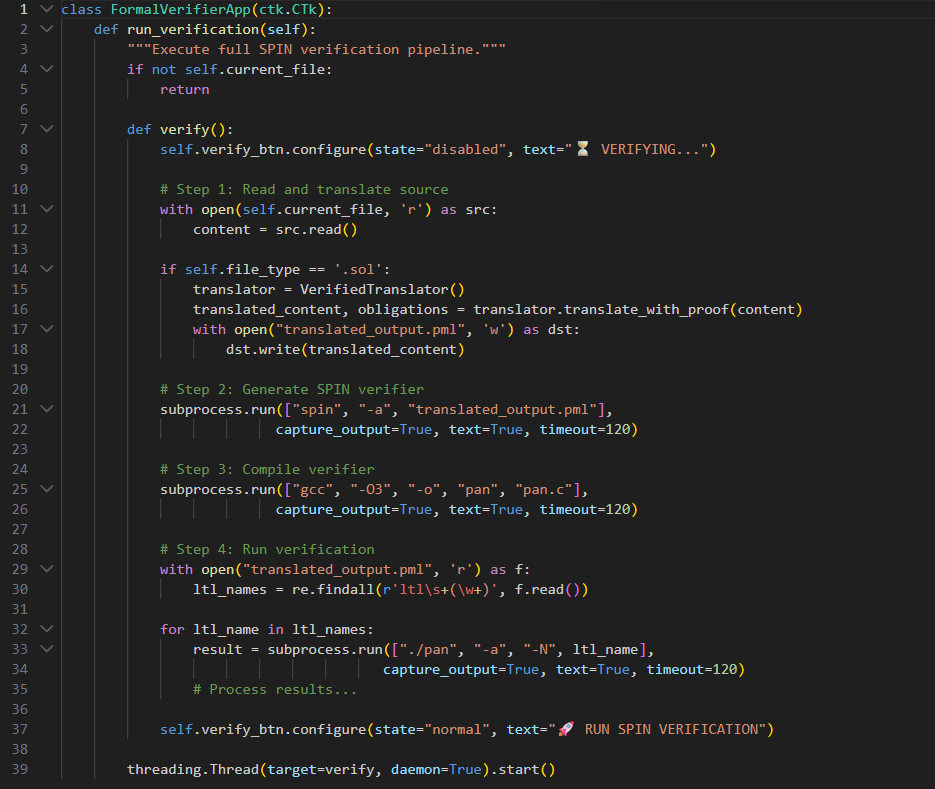 1 class FormalVerifierApp(ctk.CTk):
2     def run_verification(self):
3         """Execute full SPIN verification pipeline."""
4         if not self.current_file:
5             return
6
7         def verify():
8             self.verify_btn.configure(state="disabled", text="⏳ VERIFYING...")
9
10             # Step 1: Read and translate source
11             with open(self.current_file, 'r') as src:
12                 content = src.read()
13
14             if self.file_type == '.sol':
15                 translator = VerifiedTranslator()
16                 translated_content, obligations = translator.translate_with_proof(content)
17                 with open("translated_output.pml", 'w') as dst:
18                     dst.write(translated_content)
19
20             # Step 2: Generate SPIN verifier
21             subprocess.run(["spin", "-a", "translated_output.pml"],
22                           capture_output=True, text=True, timeout=120)
23
24             # Step 3: Compile verifier
25             subprocess.run(["gcc", "-O3", "-o", "pan", "pan.c"],
26                           capture_output=True, text=True, timeout=120)
27
28             # Step 4: Run verification
29             with open("translated_output.pml", 'r') as f:
30                 ltl_names = re.findall(r'ltl\s+(\w+)', f.read())
31
32             for ltl_name in ltl_names:
33                 result = subprocess.run(["./pan", "-a", "-N", ltl_name],
34                                        capture_output=True, text=True, timeout=120)
35                 # Process results...
36
37             self.verify_btn.configure(state="normal", text="🚀 RUN SPIN VERIFICATION")
38
39         threading.Thread(target=verify, daemon=True).start()